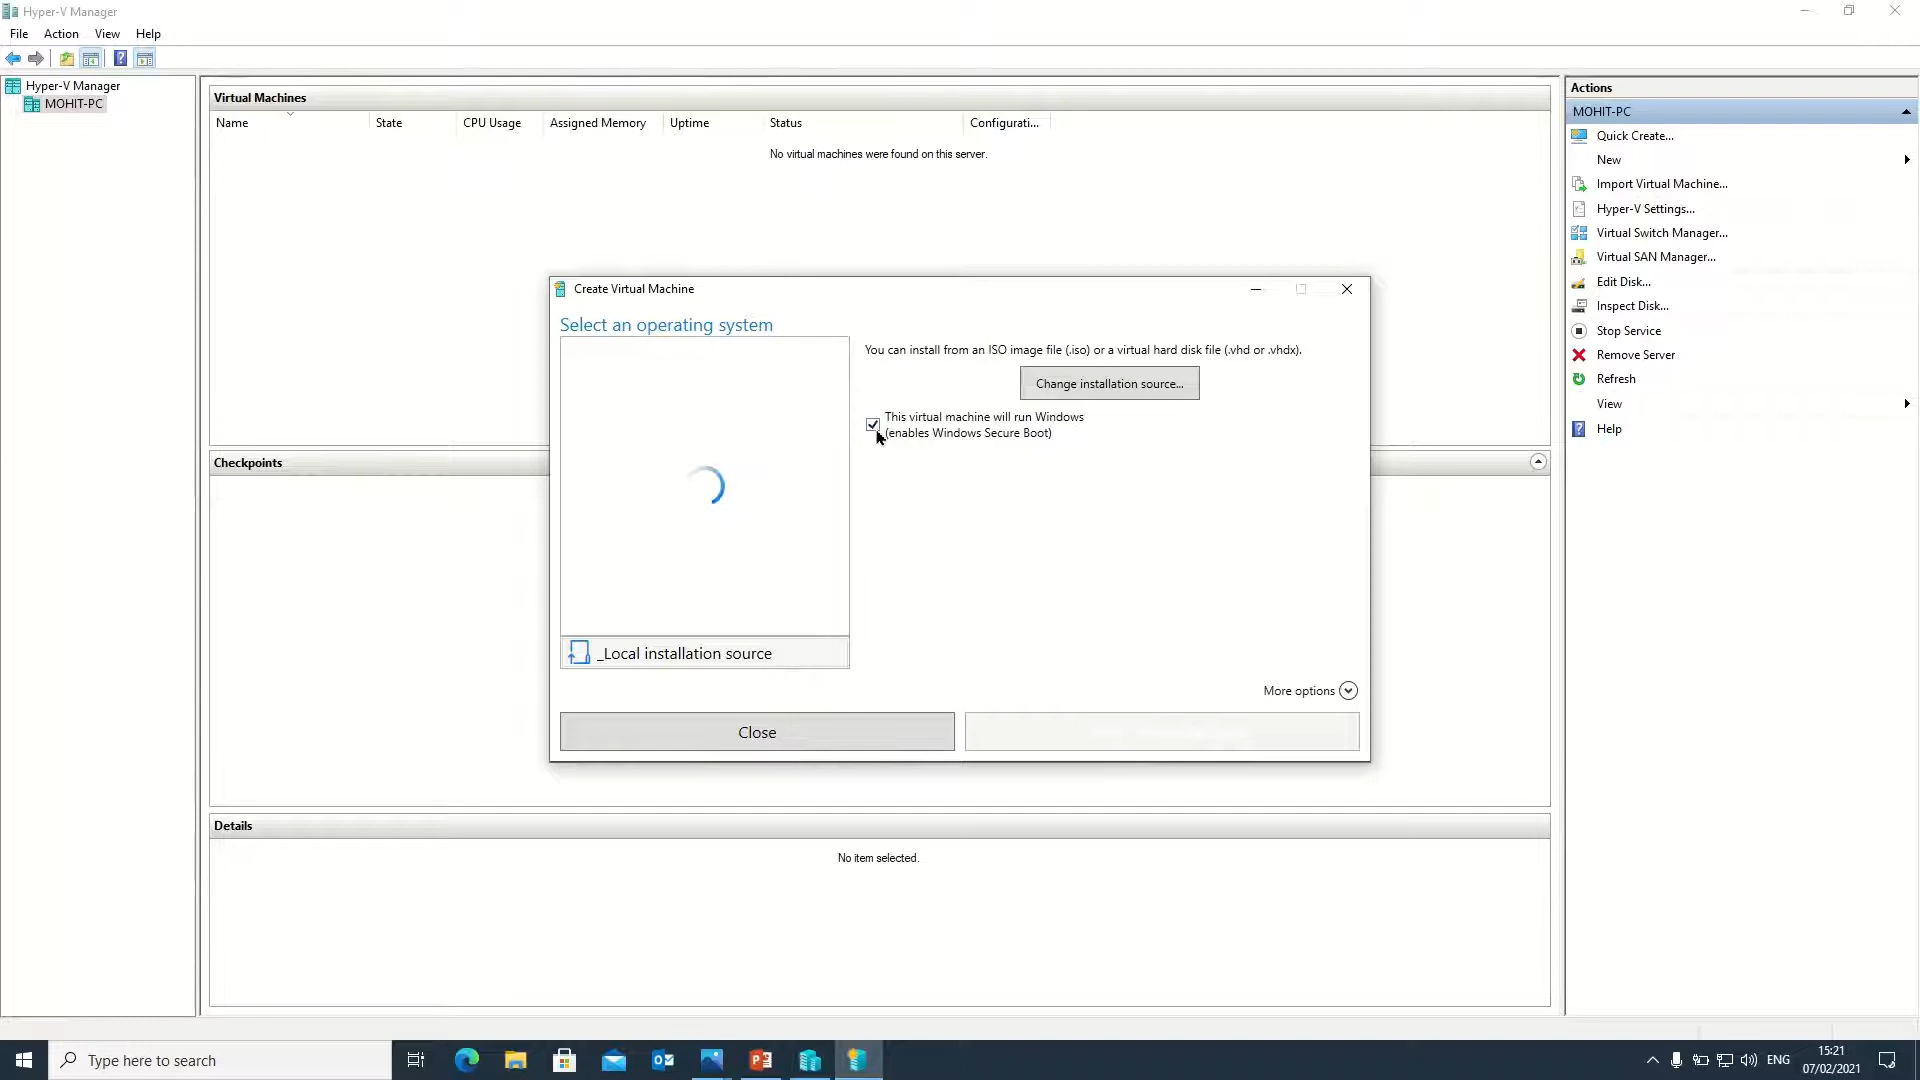 Hyper-V Manager
File Action View Help
Hyper-V Manager
MOHIT-PC
Virtual Machines
Name State CPU Usage Assigned Memory Uptime Status Configurati...
No virtual machines were found on this server.
Create Virtual Machine
Select an operating system
You can install from an ISO image file (.iso) or a virtual hard disk file (.vhd or .vhdx).
Change installation source...
This virtual machine will run Windows
(enables Windows Secure Boot)
_Local installation source
More options
Close
Checkpoints
Details
No item selected.
Actions
MOHIT-PC
Quick Create...
New
Import Virtual Machine...
Hyper-V Settings...
Virtual Switch Manager...
Virtual SAN Manager...
Edit Disk...
Inspect Disk...
Stop Service
Remove Server
Refresh
View
Help
Type here to search
ENG
15:21
07/02/2021